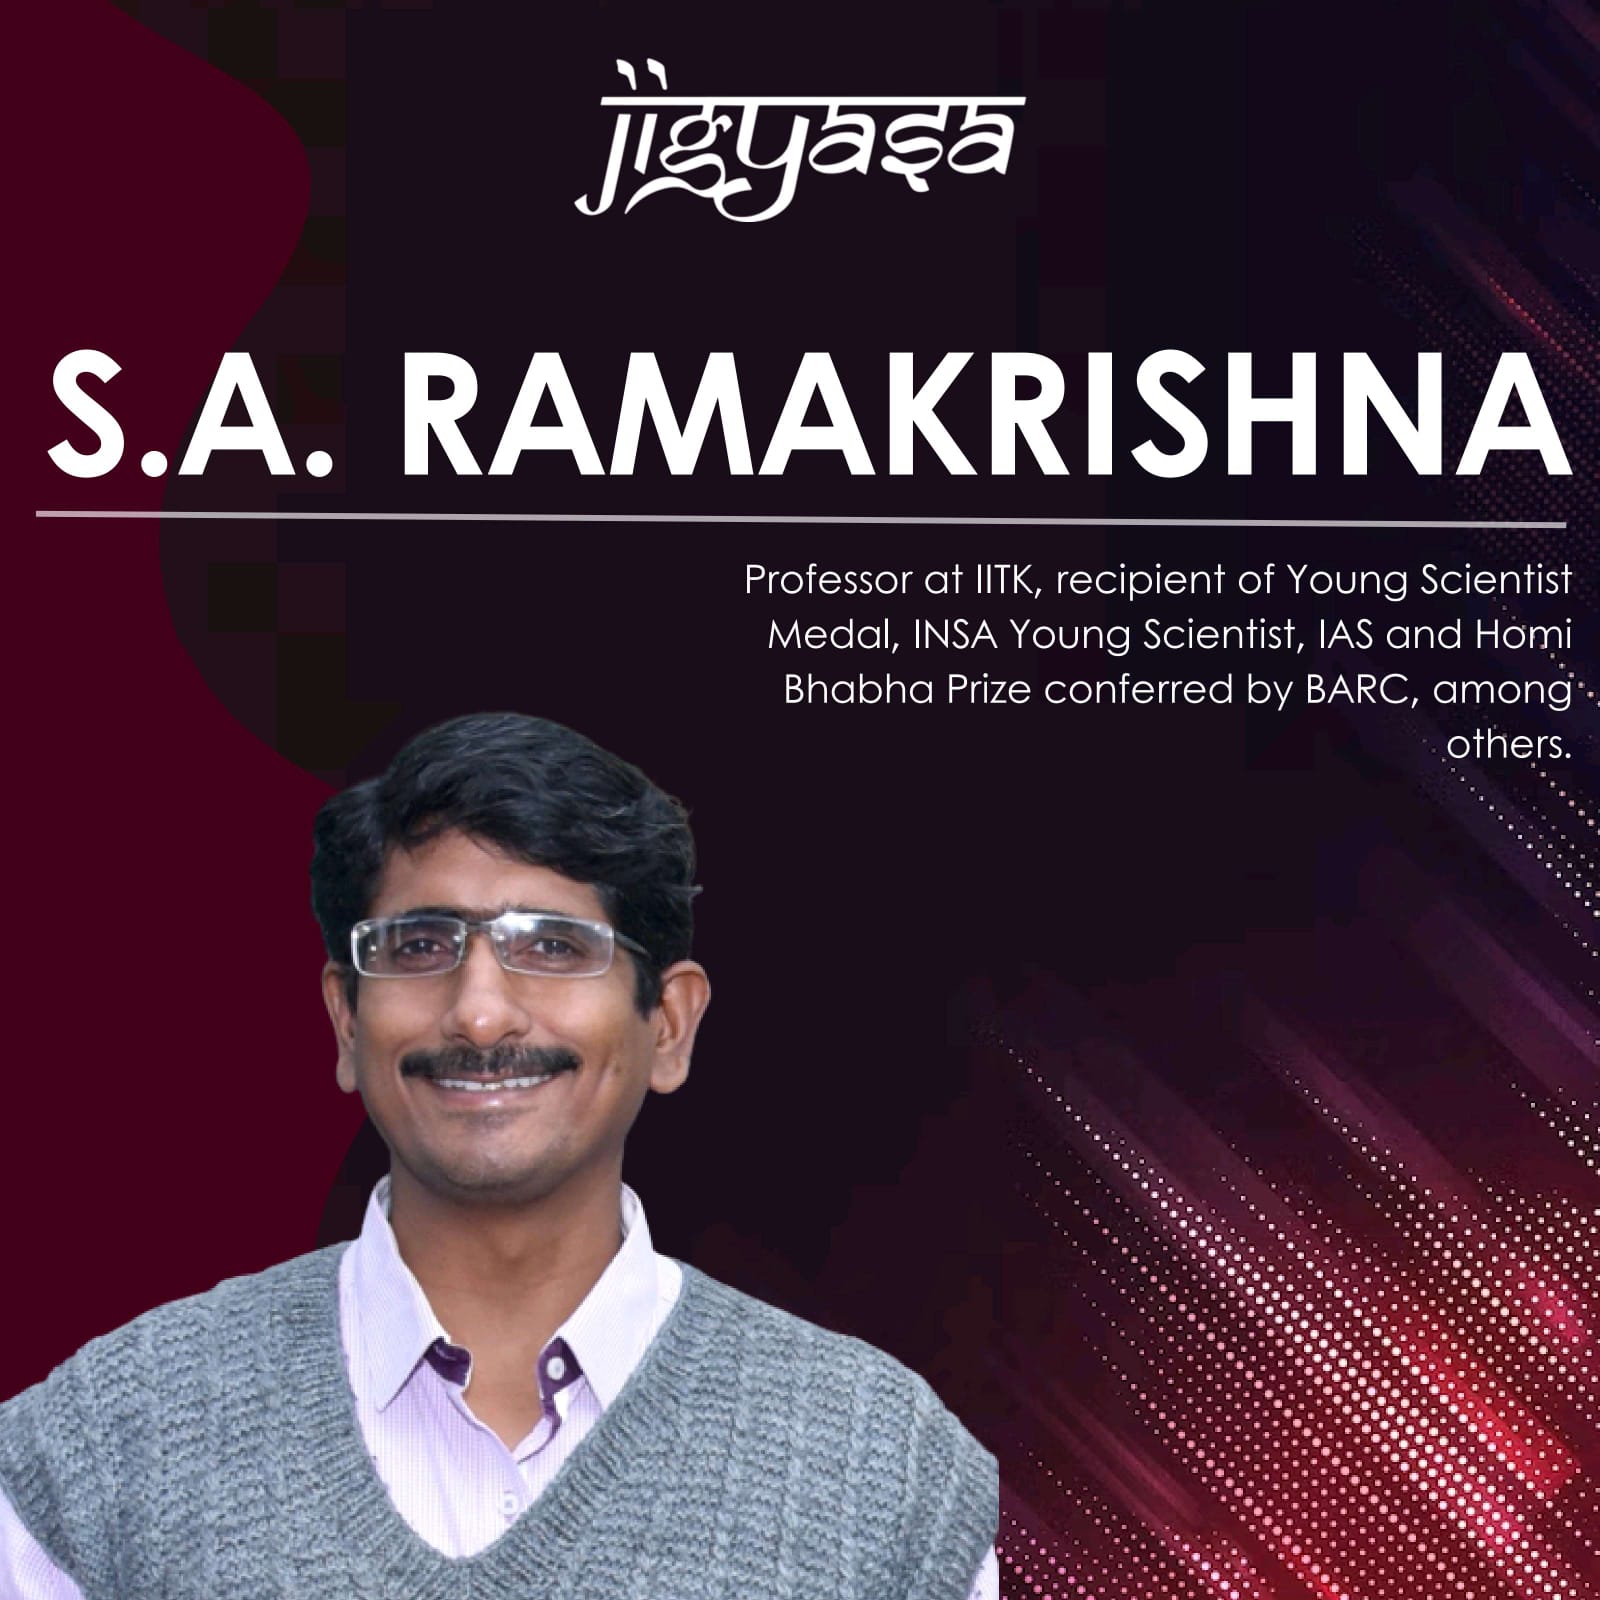 jigyasa
S.A. RAMAKRISHNA
Professor at IITK, recipient of Young Scientist
Medal, INSA Young Scientist, IAS and Homi
Bhabha Prize conferred by BARC, among
others.